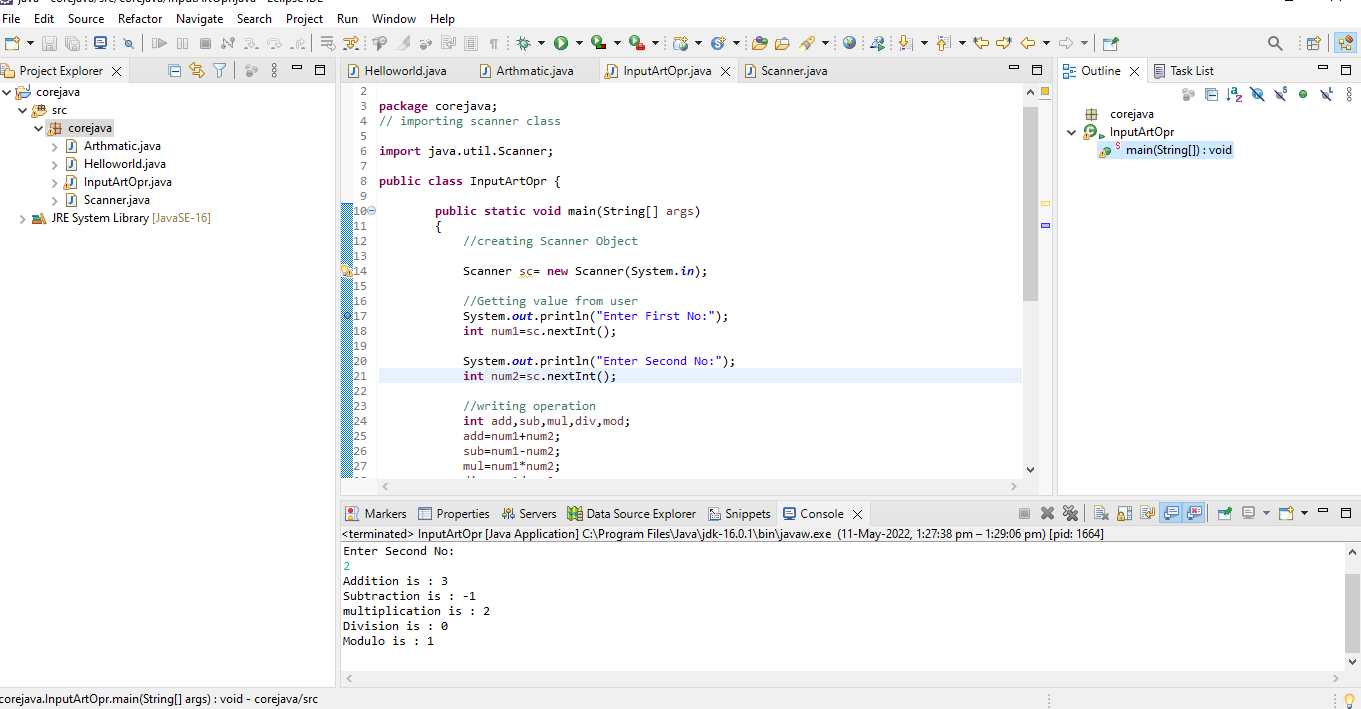 File Edit Source Refactor Navigate Search Project Run Window Help
Project Explorer
corejava
src
corejava
Arthmatic.java
Helloworld.java
InputArtOpr.java
Scanner.java
JRE System Library [JavaSE-16]
Helloworld.java Arthmatic.java InputArtOpr.java Scanner.java
2
3 package corejava;
4 // importing scanner class
5
6 import java.util.Scanner;
7
8 public class InputArtOpr {
9
10 public static void main(String[] args)
11 {
12 //creating Scanner Object
13
14 Scanner sc= new Scanner(System.in);
15
16 //Getting value from user
17 System.out.println("Enter First No:");
18 int num1=sc.nextInt();
19
20 System.out.println("Enter Second No:");
21 int num2=sc.nextInt();
22
23 //writing operation
24 int add,sub,mul,div,mod;
25 add=num1+num2;
26 sub=num1-num2;
27 mul=num1*num2;
Outline Task List
corejava
InputArtOpr
main(String[]) : void
Markers Properties Servers Data Source Explorer Snippets Console
<terminated> InputArtOpr [Java Application] C:\Program Files\Java\jdk-16.0.1\bin\javaw.exe (11-May-2022, 1:27:38 pm – 1:29:06 pm) [pid: 1664]
Enter Second No:
2
Addition is : 3
Subtraction is : -1
multiplication is : 2
Division is : 0
Modulo is : 1
corejava.InputArtOpr.main(String[] args) : void - corejava/src